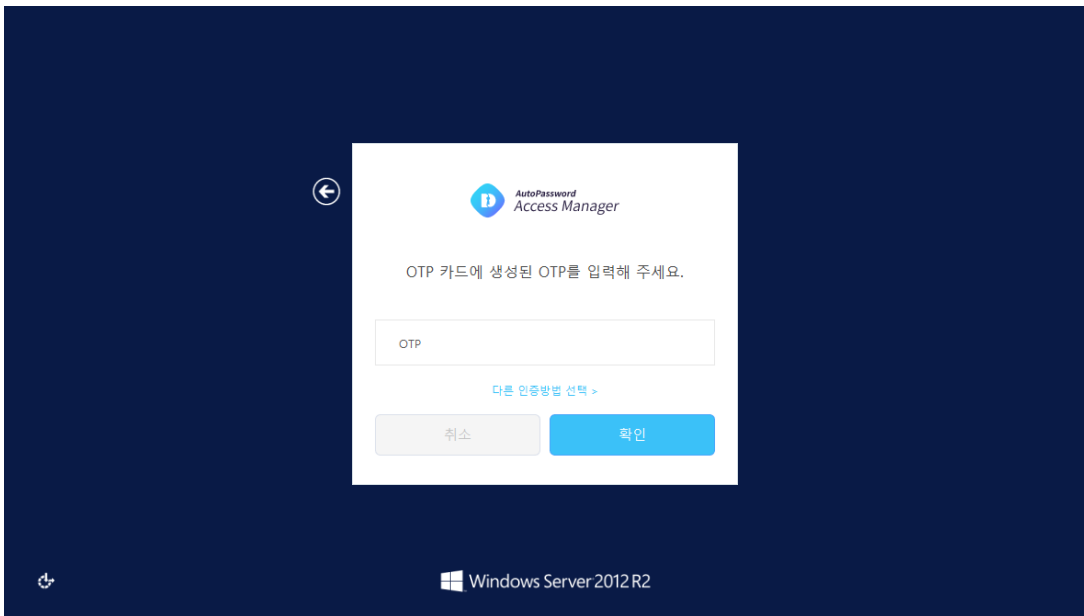 AutoPassword
Access Manager
OTP 카드에 생성된 OTP를 입력해 주세요.
OTP
다른 인증방법 선택 >
취소 확인
Windows Server 2012 R2